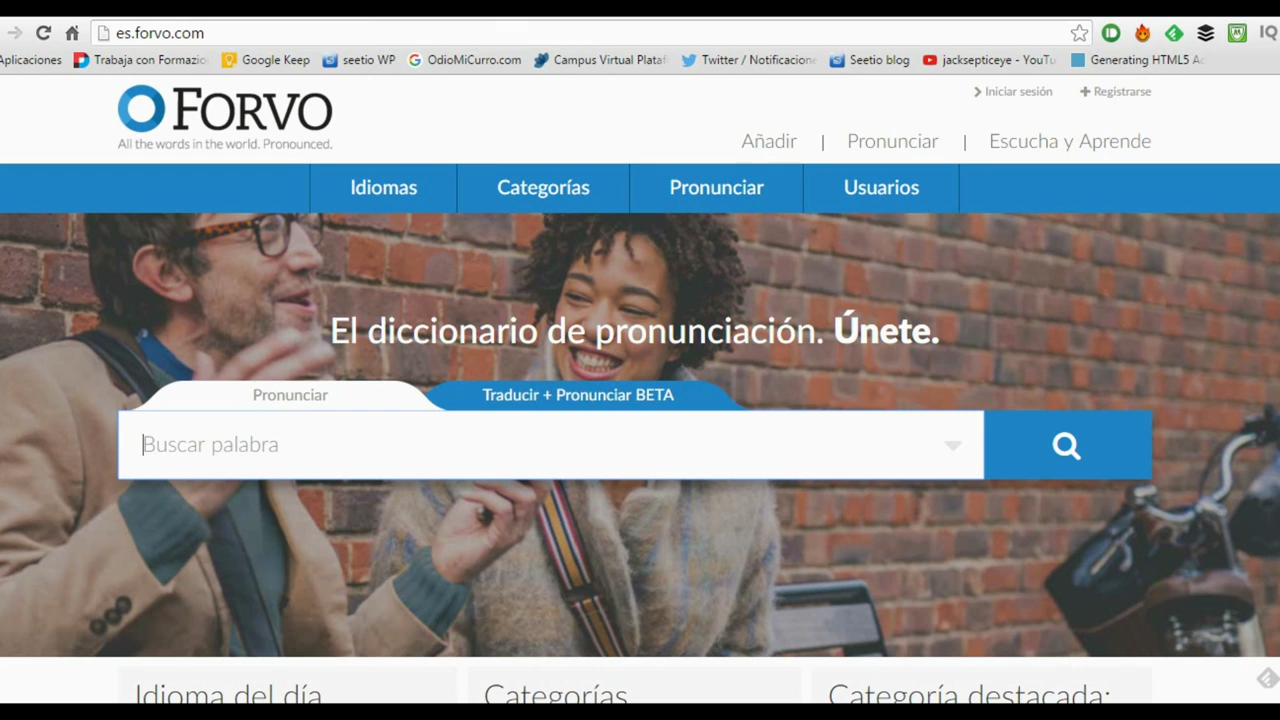 es.forvo.com
Aplicaciones Trabaja con Formazio Google Keep seetio WP OdioMiCurro.com Campus Virtual Plataf Twitter / Notificacione Seetio blog jacksepticeye - YouTu Generating HTML5 Ac
IQ
FORVO
All the words in the world. Pronounced.
Iniciar sesión Registrarse
Añadir | Pronunciar | Escucha y Aprende
Idiomas Categorías Pronunciar Usuarios
El diccionario de pronunciación. Únete.
Pronunciar Traducir + Pronunciar BETA
Buscar palabra
Idioma del día Categorías Categoría destacada: